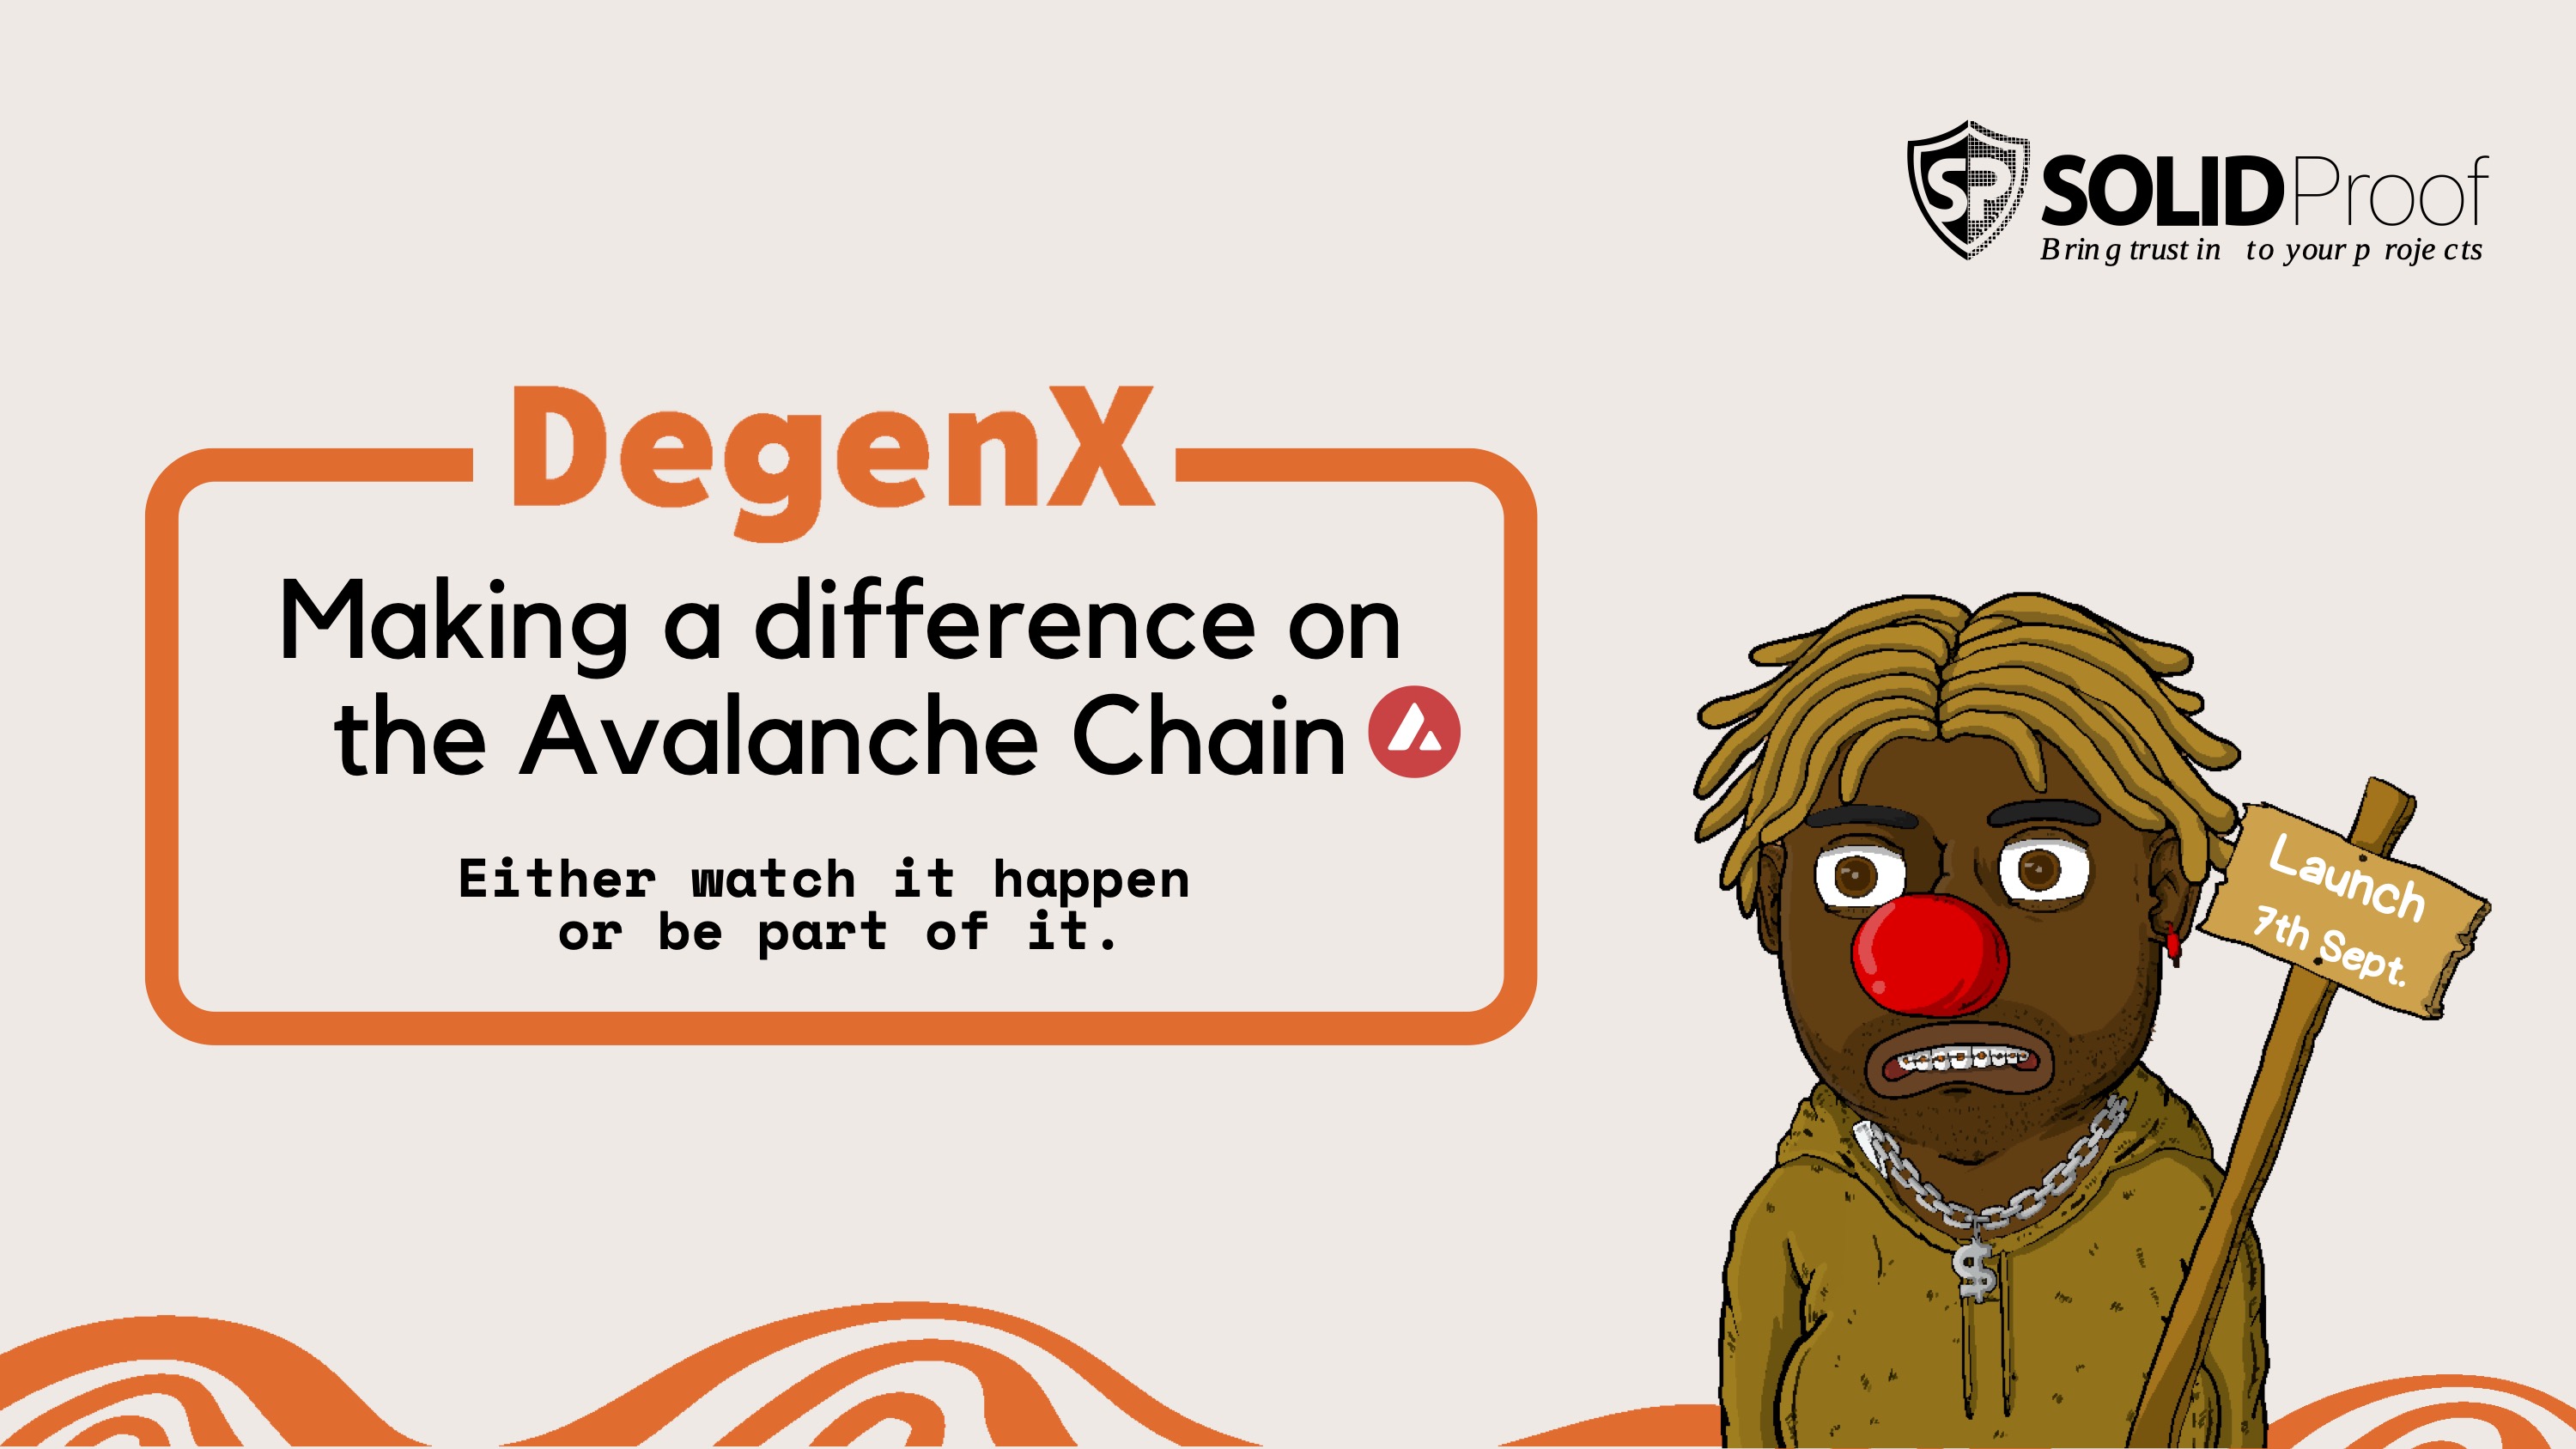 SP
SOLIDProof
Bring trust in to your projects
DegenX
Making a difference on
the Avalanche Chain
Either watch it happen
or be part of it.
Launch
7th Sept.
$